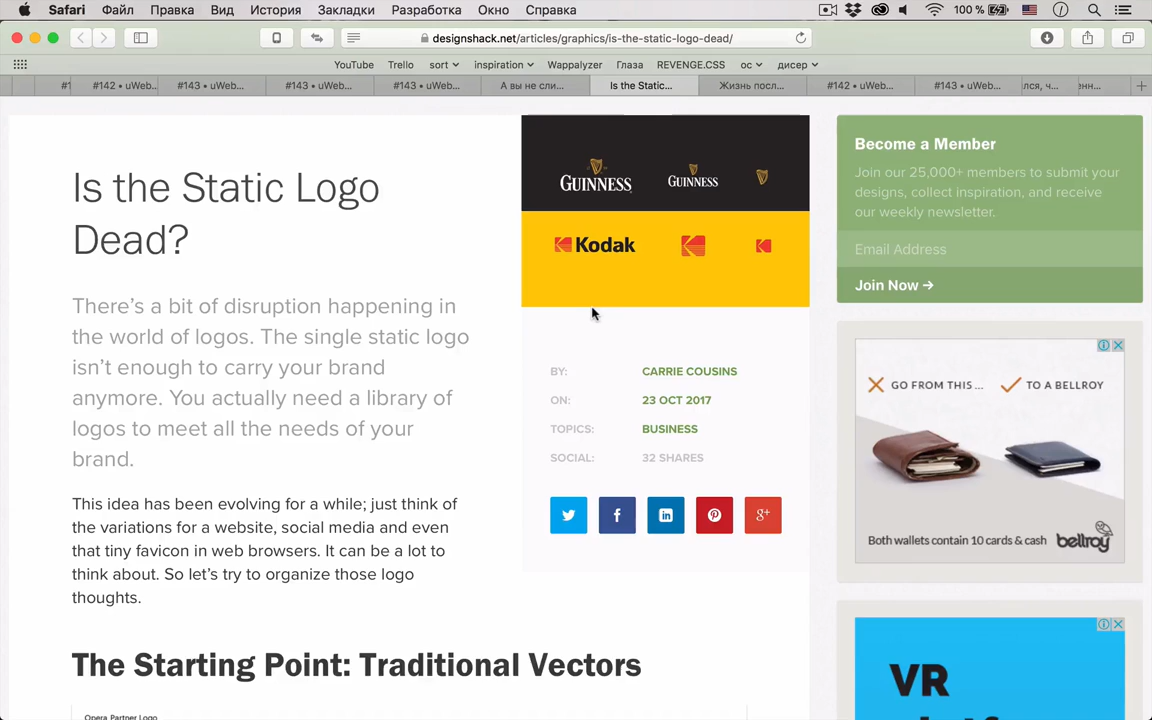 Safari Файл Правка Вид История Закладки Разработка Окно Справка 100 %
designshack.net/articles/graphics/is-the-static-logo-dead/
YouTube Trello sort inspiration Wappalyzer Глаза REVENGE.CSS ос дисер
#1 #142 • uWeb... #143 • uWeb... #143 • uWeb... #143 • uWeb... А вы не сли... Is the Static... Жизнь посл... #142 • uWeb... #143 • uWeb... лся, ч... енн...
Is the Static Logo
Dead?
There's a bit of disruption happening in
the world of logos. The single static logo
isn't enough to carry your brand
anymore. You actually need a library of
logos to meet all the needs of your
brand.
This idea has been evolving for a while; just think of
the variations for a website, social media and even
that tiny favicon in web browsers. It can be a lot to
think about. So let's try to organize those logo
thoughts.
The Starting Point: Traditional Vectors
Opera Partner Logo
GUINNESS GUINNESS
Kodak
BY: CARRIE COUSINS
ON: 23 OCT 2017
TOPICS: BUSINESS
SOCIAL: 32 SHARES
Become a Member
Join our 25,000+ members to submit your
designs, collect inspiration, and receive
our weekly newsletter.
Email Address
Join Now →
GO FROM THIS ... TO A BELLROY
Both wallets contain 10 cards & cash bellroy
VR